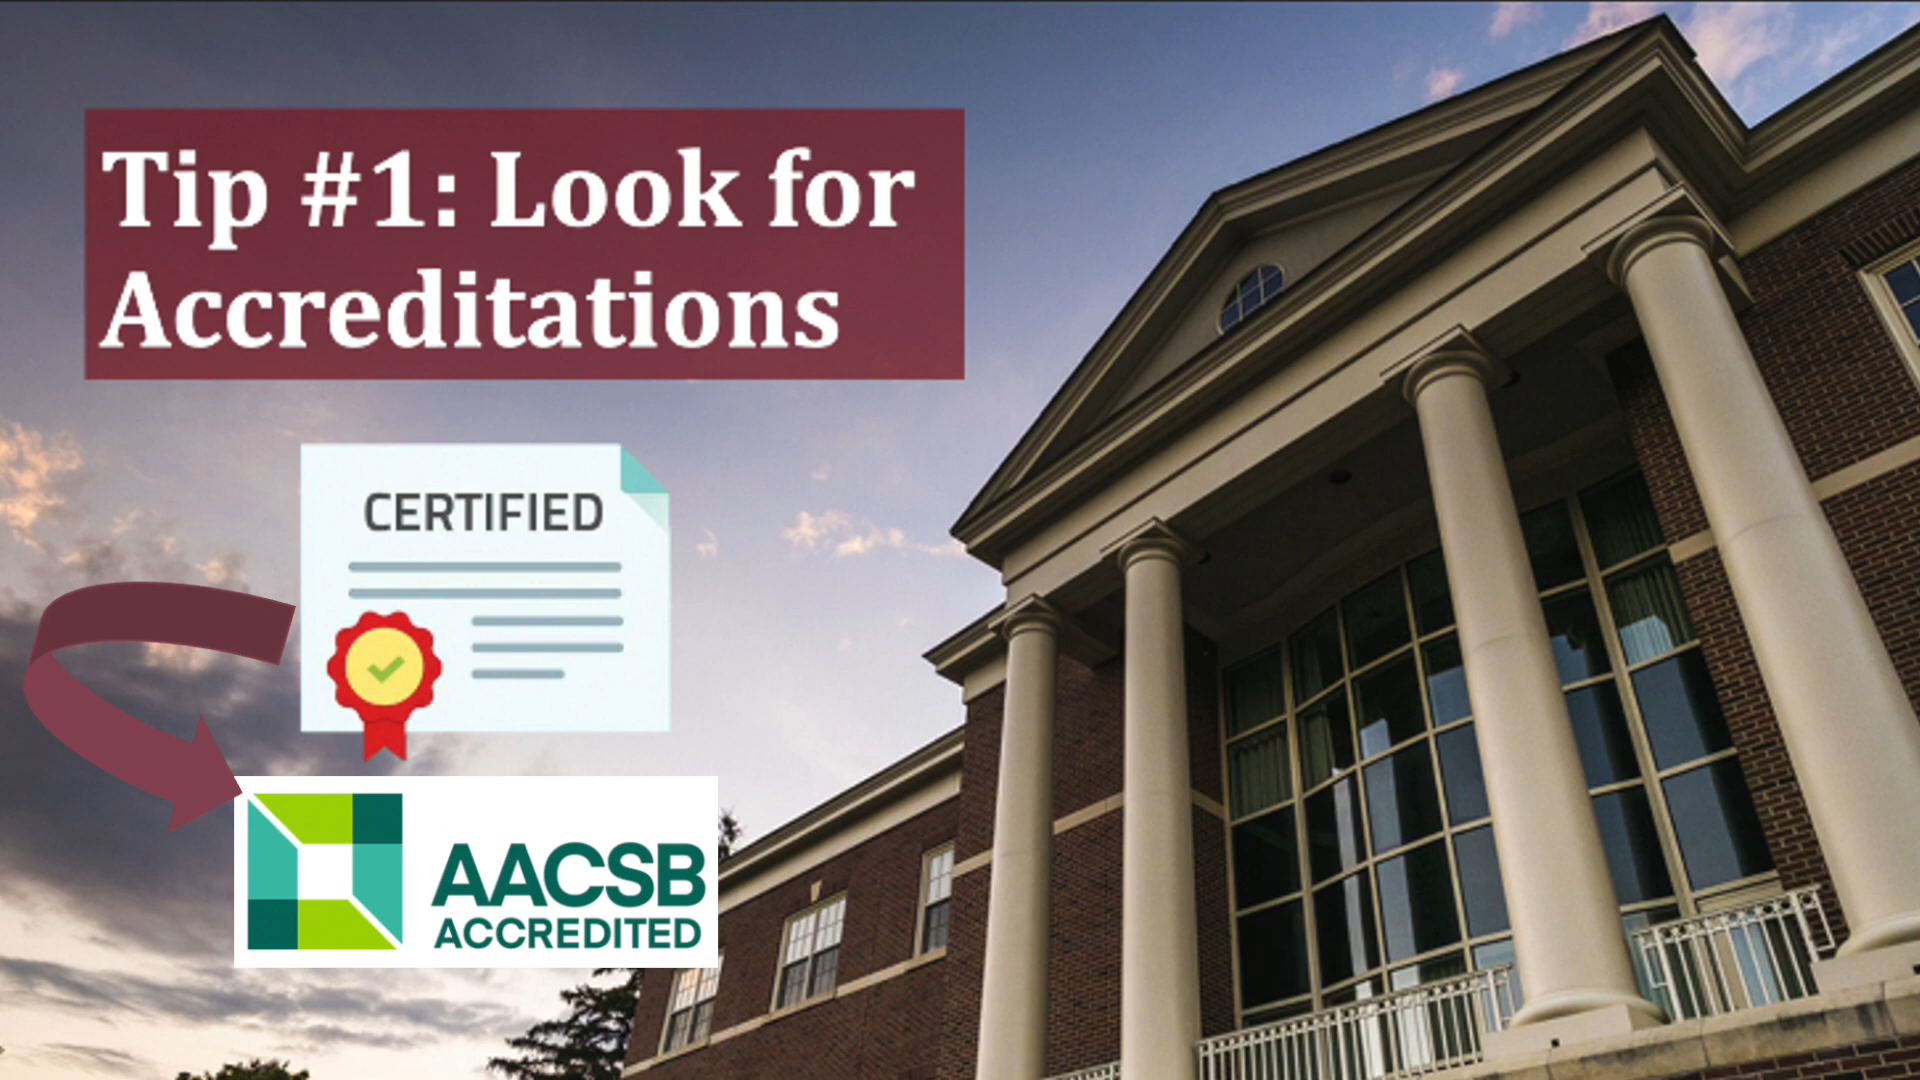 Tip #1: Look for
Accreditations
CERTIFIED
AACSB
ACCREDITED